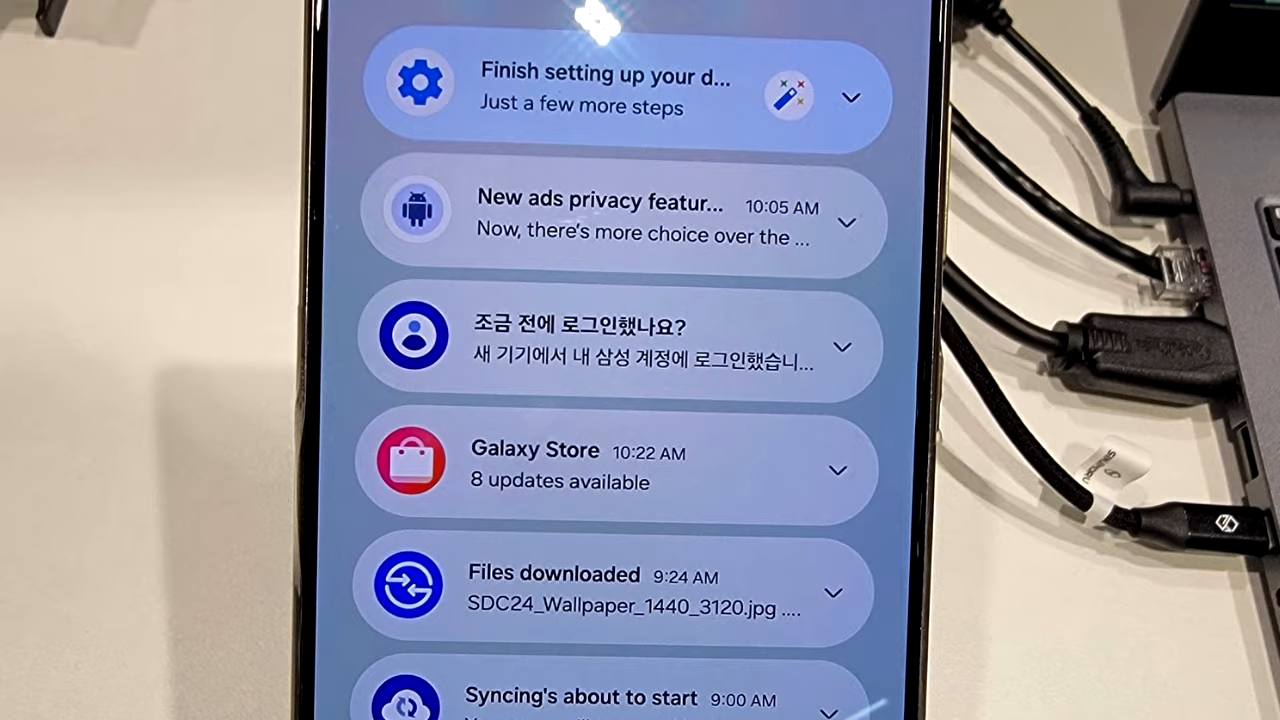 Finish setting up your d...
Just a few more steps
New ads privacy featur... 10:05 AM
Now, there's more choice over the ...
조금 전에 로그인했나요?
새 기기에서 내 삼성 계정에 로그인했습니...
Galaxy Store 10:22 AM
8 updates available
Files downloaded 9:24 AM
SDC24_Wallpaper_1440_3120.jpg ....
Syncing's about to start 9:00 AM